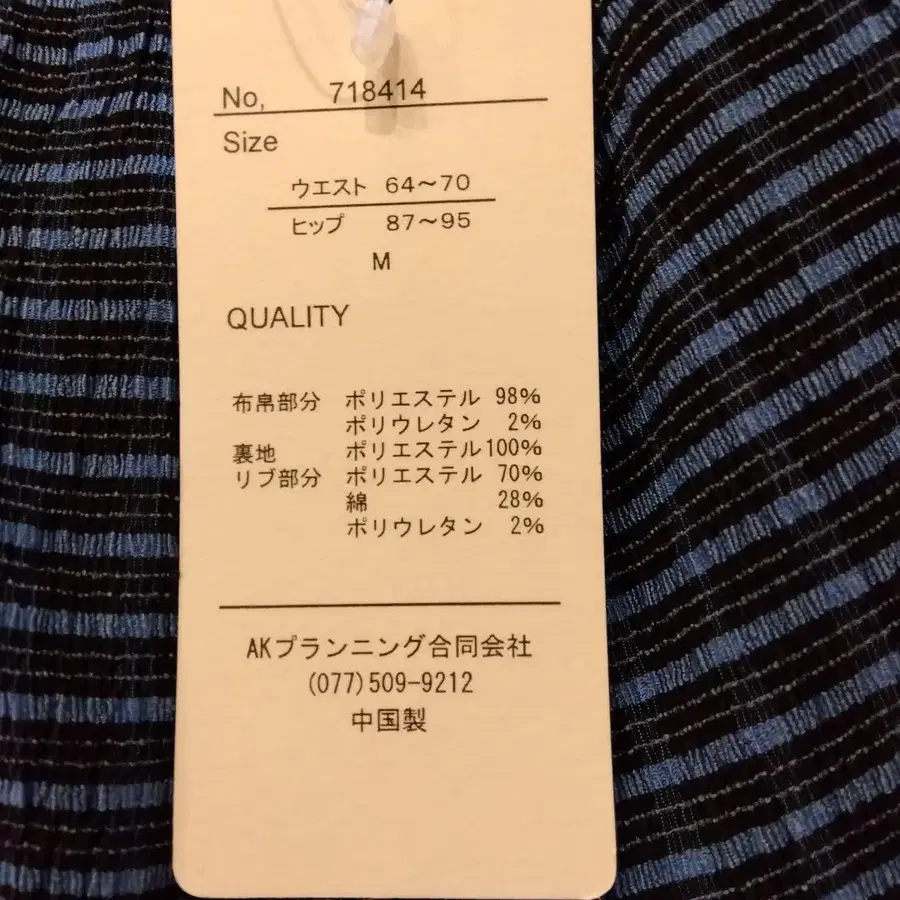 No, 718414
Size
ウエスト 64〜70
ヒップ 87〜95
M
QUALITY
布帛部分 ポリエステル 98%
ポリウレタン 2%
裏地 ポリエステル100%
リブ部分 ポリエステル 70%
綿 28%
ポリウレタン 2%
AKプランニング合同会社
(077)509-9212
中国製